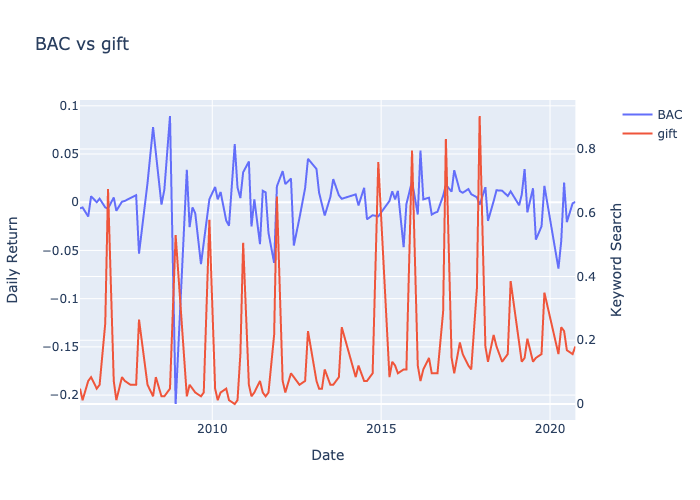 BAC vs gift
BAC
gift
0.1
0.05
0
−0.05
−0.1
−0.15
−0.2
0.8
0.6
0.4
0.2
0
2010
2015
2020
Daily Return
Keyword Search
Date